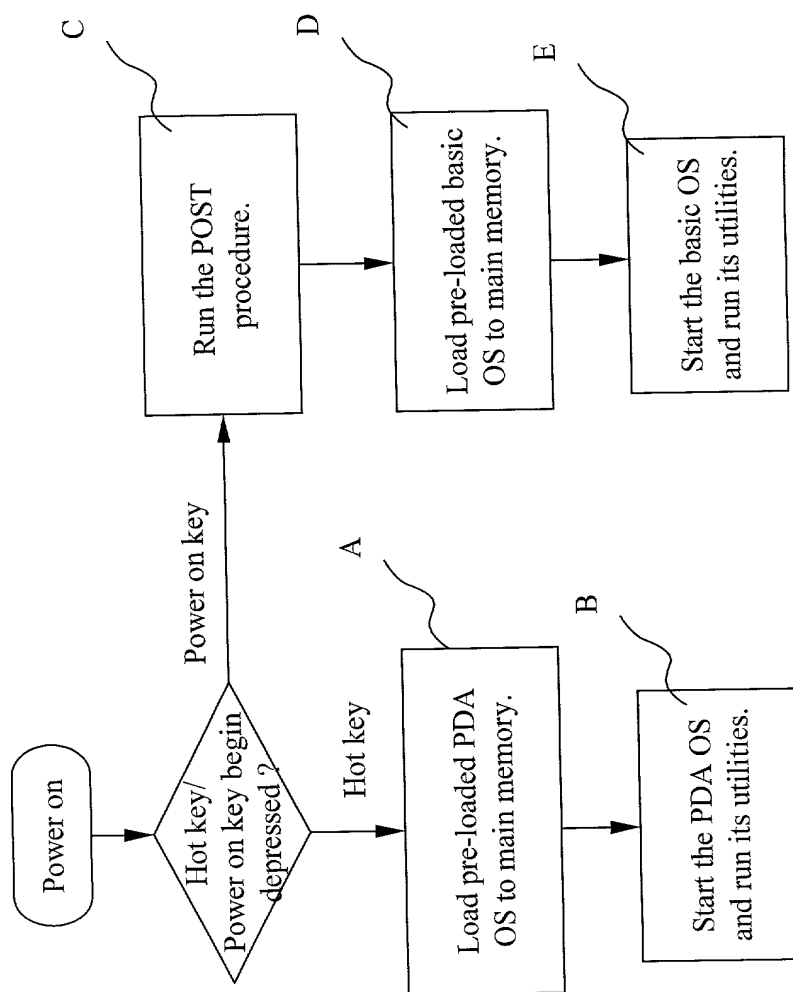 Power on
Hot key/
Power on key begin
depressed ?
Power on key
Hot key
Run the POST
procedure.
C
Load pre-loaded PDA
OS to main memory.
A
Load pre-loaded basic
OS to main memory.
D
Start the PDA OS
and run its utilities.
B
Start the basic OS
and run its utilities.
E